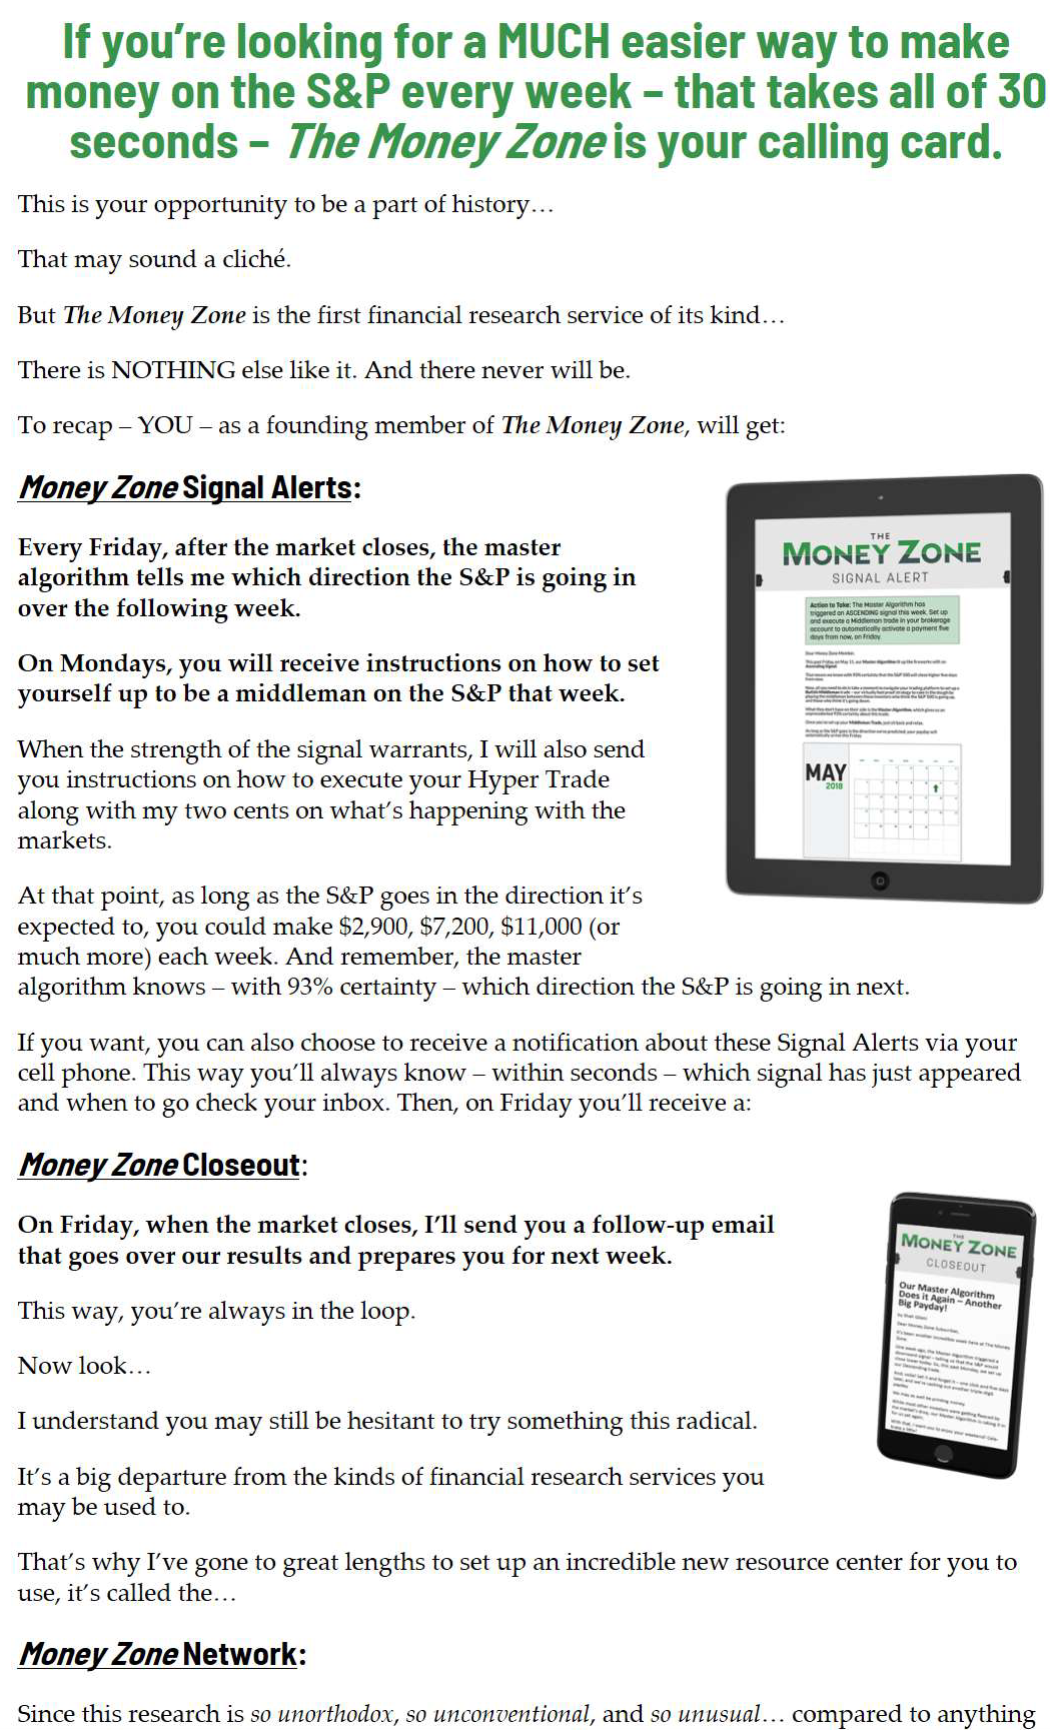 If you’re looking for a MUCH easier way to make
money on the S&P every week – that takes all of 30
seconds – The Money Zone is your calling card.
This is your opportunity to be a part of history…
That may sound a cliché.
But The Money Zone is the first financial research service of its kind…
There is NOTHING else like it. And there never will be.
To recap – YOU – as a founding member of The Money Zone, will get:
Money Zone Signal Alerts:
Every Friday, after the market closes, the master
algorithm tells me which direction the S&P is going in
over the following week.
On Mondays, you will receive instructions on how to set
yourself up to be a middleman on the S&P that week.
When the strength of the signal warrants, I will also send
you instructions on how to execute your Hyper Trade
along with my two cents on what’s happening with the
markets.
At that point, as long as the S&P goes in the direction it’s
expected to, you could make $2,900, $7,200, $11,000 (or
much more) each week. And remember, the master
algorithm knows – with 93% certainty – which direction the S&P is going in next.
THE
MONEY ZONE
SIGNAL ALERT
Action to Take: The Master Algorithm has
triggered an ASCENDING signal this week. Set up
and execute a Middleman trade in your brokerage
account to automatically activate a payment five
days from now, on Friday.
Dear Money Zone Member,
MAY
2018
If you want, you can also choose to receive a notification about these Signal Alerts via your
cell phone. This way you’ll always know – within seconds – which signal has just appeared
and when to go check your inbox. Then, on Friday you’ll receive a:
Money Zone Closeout:
On Friday, when the market closes, I’ll send you a follow-up email
that goes over our results and prepares you for next week.
This way, you’re always in the loop.
Now look…
I understand you may still be hesitant to try something this radical.
It’s a big departure from the kinds of financial research services you
may be used to.
THE
MONEY ZONE
CLOSEOUT
Our Master Algorithm
Does it Again – Another
Big Payday!
Dear Money Zone Subscriber,
That’s why I’ve gone to great lengths to set up an incredible new resource center for you to
use, it’s called the…
Money Zone Network:
Since this research is so unorthodox, so unconventional, and so unusual… compared to anything